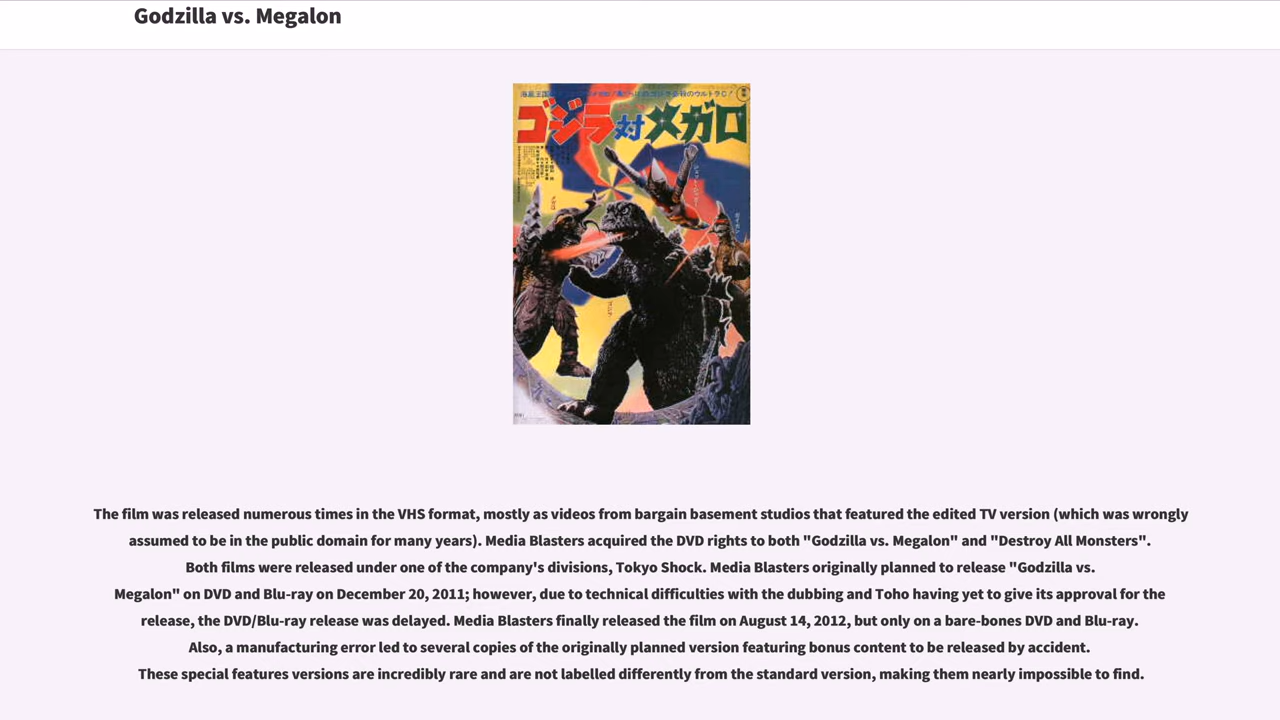 Godzilla vs. Megalon
ゴジラ対メガロ
メガロ
ガイガン
The film was released numerous times in the VHS format, mostly as videos from bargain basement studios that featured the edited TV version (which was wrongly
assumed to be in the public domain for many years). Media Blasters acquired the DVD rights to both "Godzilla vs. Megalon" and "Destroy All Monsters".
Both films were released under one of the company's divisions, Tokyo Shock. Media Blasters originally planned to release "Godzilla vs.
Megalon" on DVD and Blu-ray on December 20, 2011; however, due to technical difficulties with the dubbing and Toho having yet to give its approval for the
release, the DVD/Blu-ray release was delayed. Media Blasters finally released the film on August 14, 2012, but only on a bare-bones DVD and Blu-ray.
Also, a manufacturing error led to several copies of the originally planned version featuring bonus content to be released by accident.
These special features versions are incredibly rare and are not labelled differently from the standard version, making them nearly impossible to find.